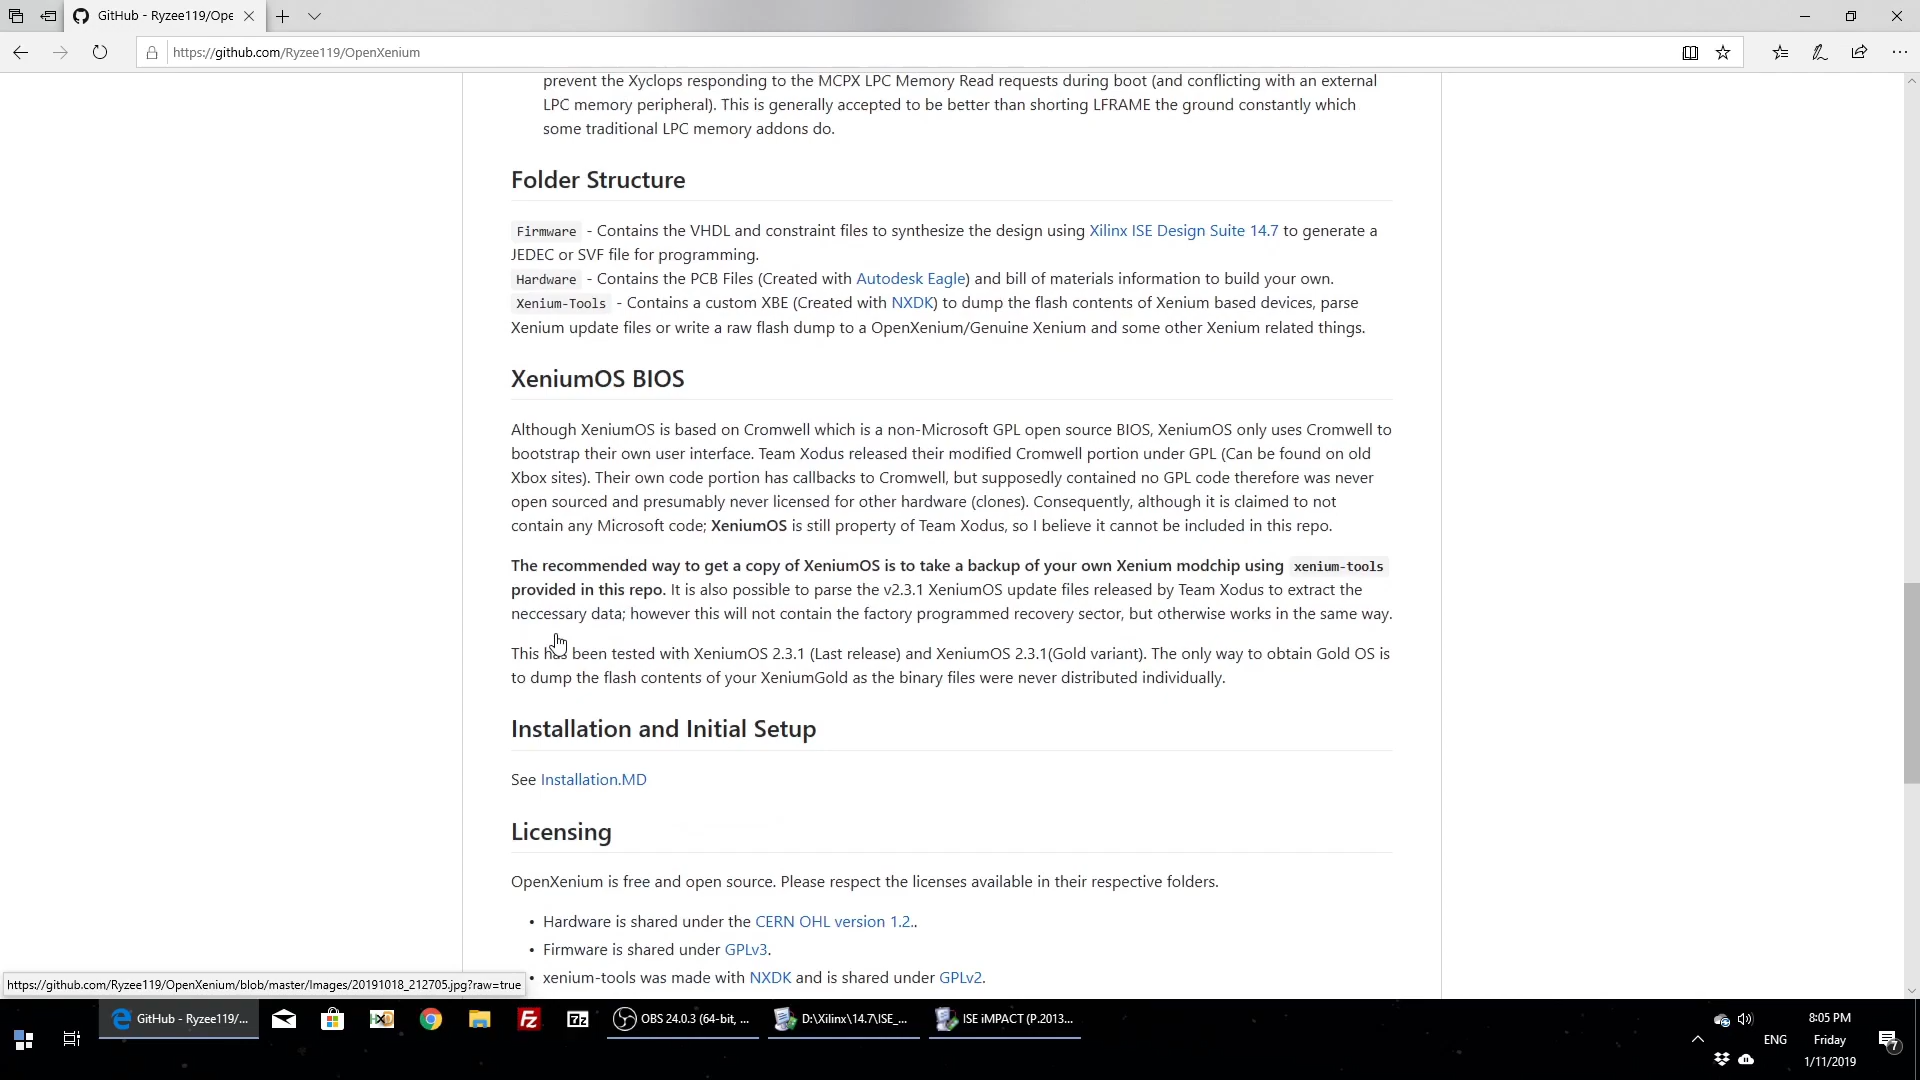 GitHub - Ryzee119/Ope
https://github.com/Ryzee119/OpenXenium
prevent the Xyclops responding to the MCPX LPC Memory Read requests during boot (and conflicting with an external
LPC memory peripheral). This is generally accepted to be better than shorting LFRAME the ground constantly which
some traditional LPC memory addons do.
Folder Structure
Firmware - Contains the VHDL and constraint files to synthesize the design using Xilinx ISE Design Suite 14.7 to generate a
JEDEC or SVF file for programming.
Hardware - Contains the PCB Files (Created with Autodesk Eagle) and bill of materials information to build your own.
Xenium-Tools - Contains a custom XBE (Created with NXDK) to dump the flash contents of Xenium based devices, parse
Xenium update files or write a raw flash dump to a OpenXenium/Genuine Xenium and some other Xenium related things.
XeniumOS BIOS
Although XeniumOS is based on Cromwell which is a non-Microsoft GPL open source BIOS, XeniumOS only uses Cromwell to
bootstrap their own user interface. Team Xodus released their modified Cromwell portion under GPL (Can be found on old
Xbox sites). Their own code portion has callbacks to Cromwell, but supposedly contained no GPL code therefore was never
open sourced and presumably never licensed for other hardware (clones). Consequently, although it is claimed to not
contain any Microsoft code; XeniumOS is still property of Team Xodus, so I believe it cannot be included in this repo.
The recommended way to get a copy of XeniumOS is to take a backup of your own Xenium modchip using xenium-tools
provided in this repo. It is also possible to parse the v2.3.1 XeniumOS update files released by Team Xodus to extract the
neccessary data; however this will not contain the factory programmed recovery sector, but otherwise works in the same way.
This has been tested with XeniumOS 2.3.1 (Last release) and XeniumOS 2.3.1(Gold variant). The only way to obtain Gold OS is
to dump the flash contents of your XeniumGold as the binary files were never distributed individually.
Installation and Initial Setup
See Installation.MD
Licensing
OpenXenium is free and open source. Please respect the licenses available in their respective folders.
• Hardware is shared under the CERN OHL version 1.2..
• Firmware is shared under GPLv3.
• xenium-tools was made with NXDK and is shared under GPLv2.
https://github.com/Ryzee119/OpenXenium/blob/master/Images/20191018_212705.jpg?raw=true
GitHub - Ryzee119/...
7z
OBS 24.0.3 (64-bit, ...
D:\Xilinx\14.7\ISE_...
ISE iMPACT (P.2013...
ENG
8:05 PM
Friday
1/11/2019
7